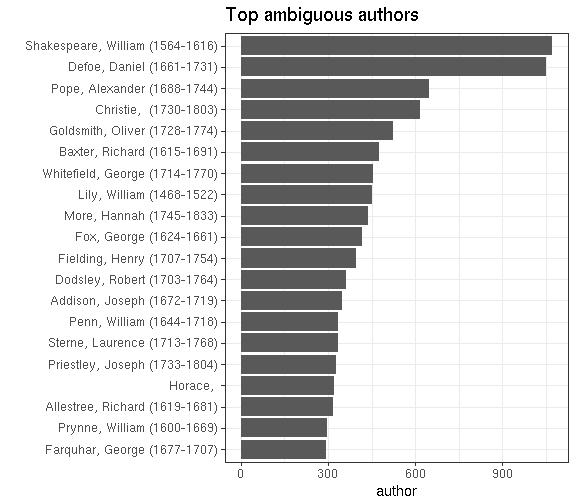 Top ambiguous authors
Shakespeare, William (1564-1616)
Defoe, Daniel (1661-1731)
Pope, Alexander (1688-1744)
Christie,  (1730-1803)
Goldsmith, Oliver (1728-1774)
Baxter, Richard (1615-1691)
Whitefield, George (1714-1770)
Lily, William (1468-1522)
More, Hannah (1745-1833)
Fox, George (1624-1661)
Fielding, Henry (1707-1754)
Dodsley, Robert (1703-1764)
Addison, Joseph (1672-1719)
Penn, William (1644-1718)
Sterne, Laurence (1713-1768)
Priestley, Joseph (1733-1804)
Horace,
Allestree, Richard (1619-1681)
Prynne, William (1600-1669)
Farquhar, George (1677-1707)
0 300 600 900
author